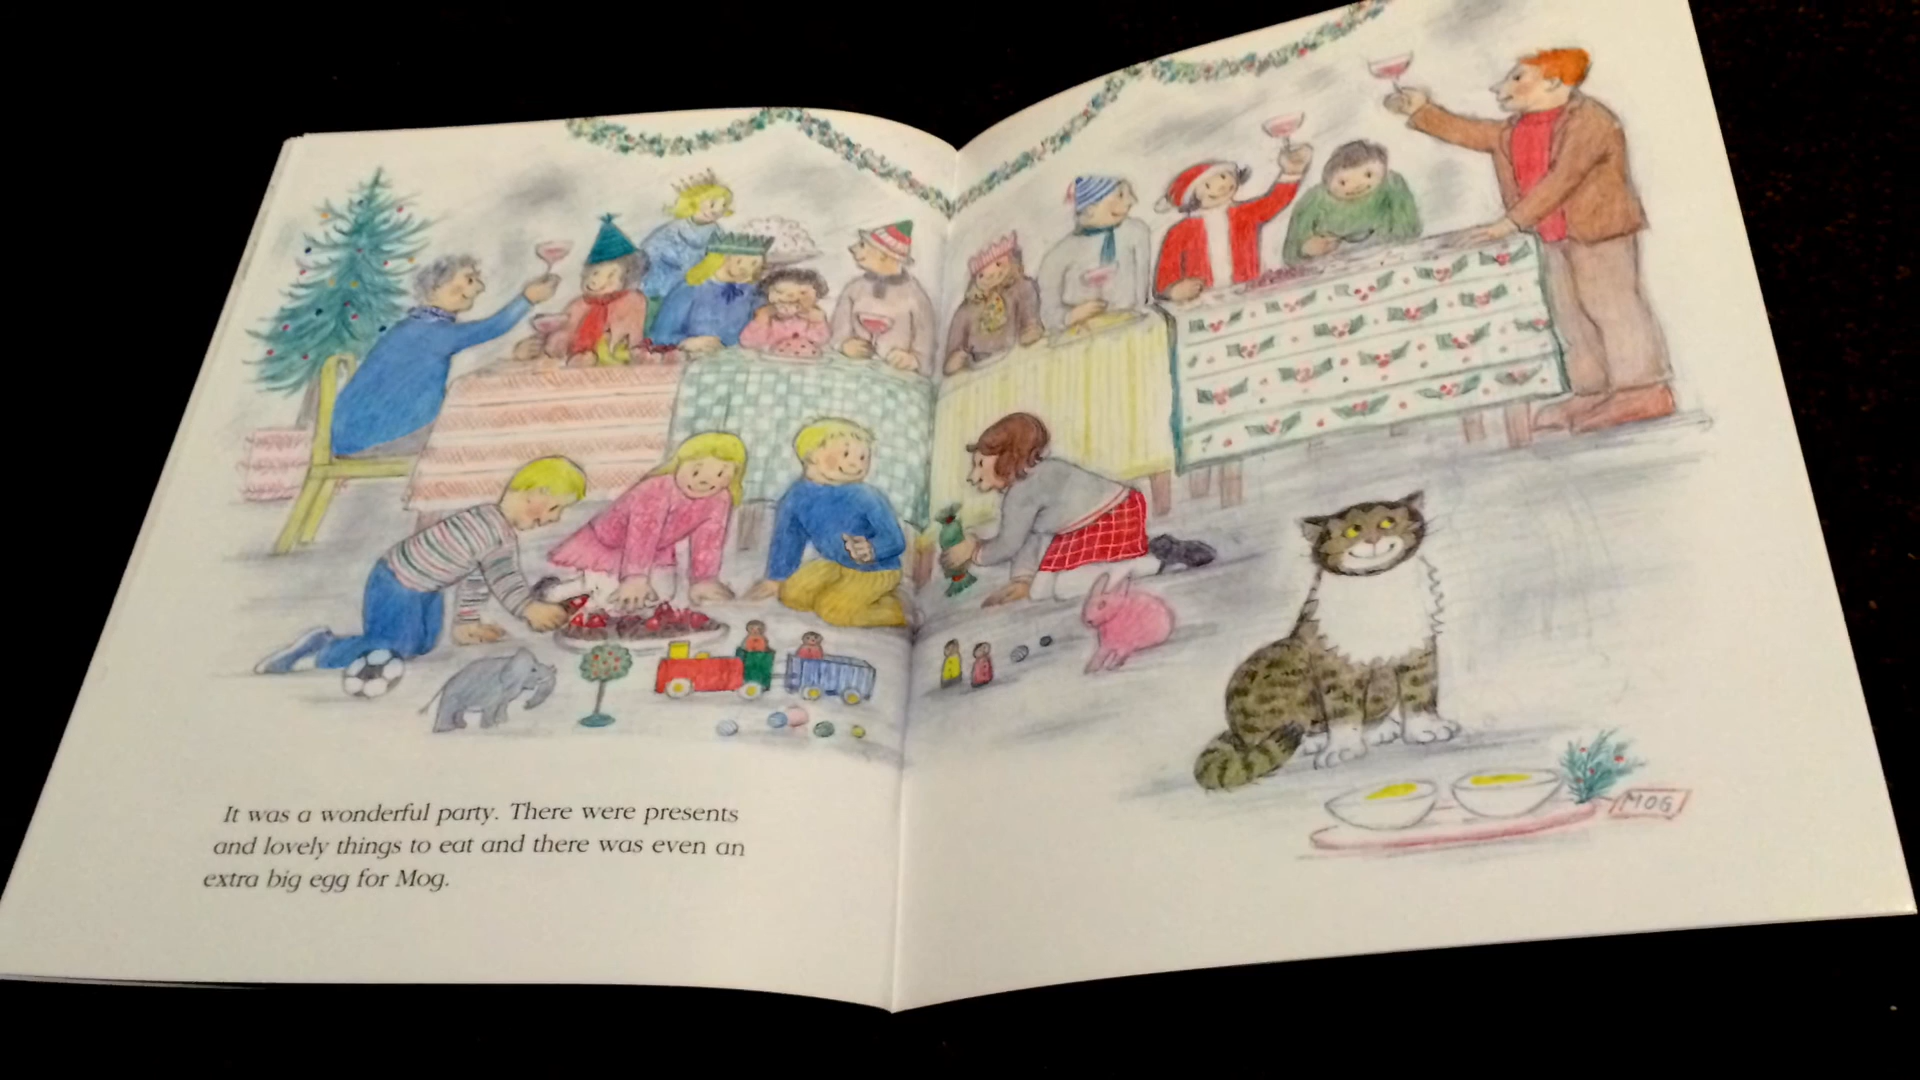 It was a wonderful party. There were presents
and lovely things to eat and there was even an
extra big egg for Mog.
MOG